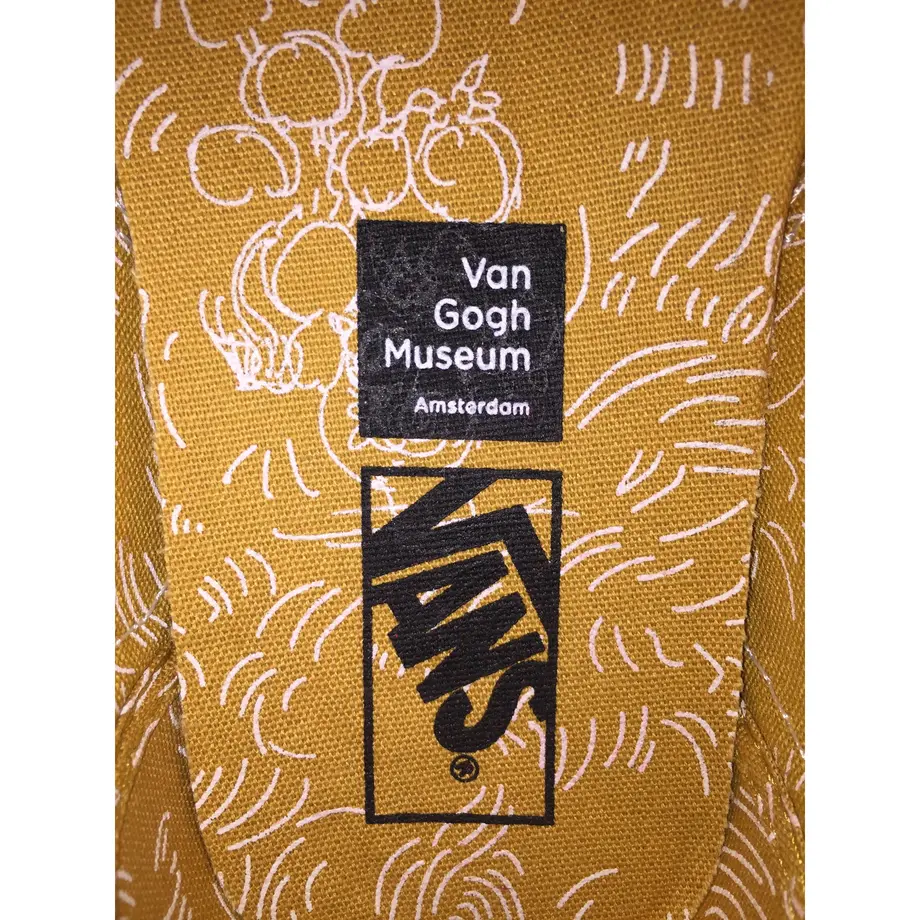 Van
Gogh
Museum
Amsterdam
VANS
®